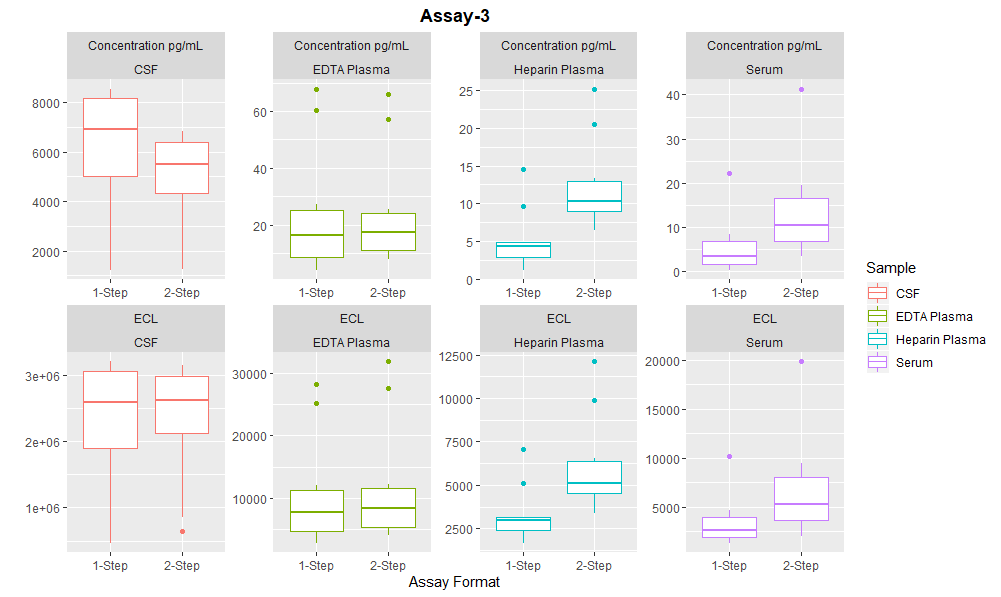 Assay-3
Concentration pg/mL Concentration pg/mL Concentration pg/mL Concentration pg/mL
CSF EDTA Plasma Heparin Plasma Serum
8000 6000 4000 2000
60 40 20
25 20 15 10 5 0
40 30 20 10 0
1-Step 2-Step 1-Step 2-Step 1-Step 2-Step 1-Step 2-Step
ECL ECL ECL ECL
CSF EDTA Plasma Heparin Plasma Serum
3e+06 2e+06 1e+06
30000 20000 10000
12500 10000 7500 5000 2500
20000 15000 10000 5000
1-Step 2-Step 1-Step 2-Step 1-Step 2-Step 1-Step 2-Step
Assay Format
Sample
CSF
EDTA Plasma
Heparin Plasma
Serum